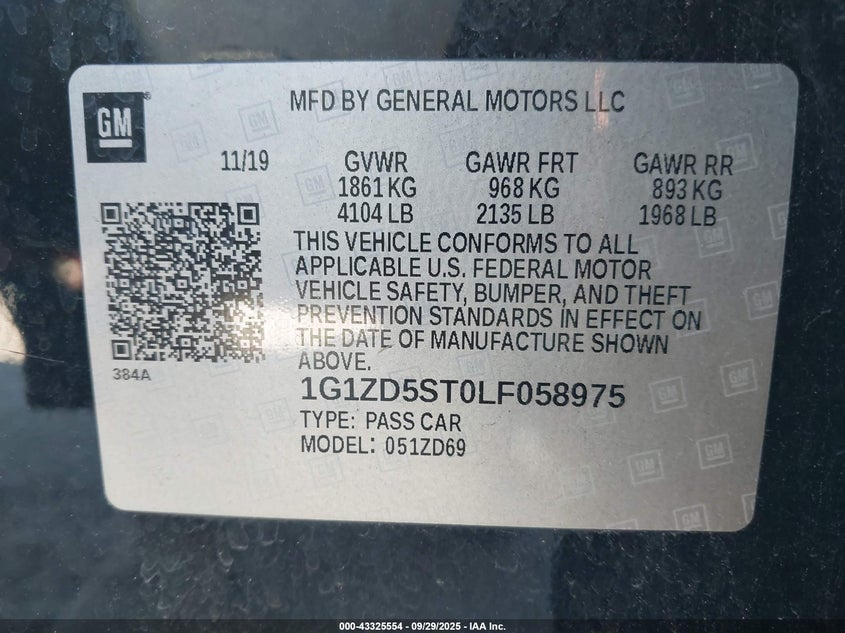 GM
MFD BY GENERAL MOTORS LLC
11/19 GVWR GAWR FRT GAWR RR
1861 KG 968 KG 893 KG
4104 LB 2135 LB 1968 LB
THIS VEHICLE CONFORMS TO ALL
APPLICABLE U.S. FEDERAL MOTOR
VEHICLE SAFETY, BUMPER, AND THEFT
PREVENTION STANDARDS IN EFFECT ON
THE DATE OF MANUFACTURE SHOWN
ABOVE.
384A
1G1ZD5ST0LF058975
TYPE: PASS CAR
MODEL: 051ZD69
000-43325554 - 09/29/2025 - IAA Inc.